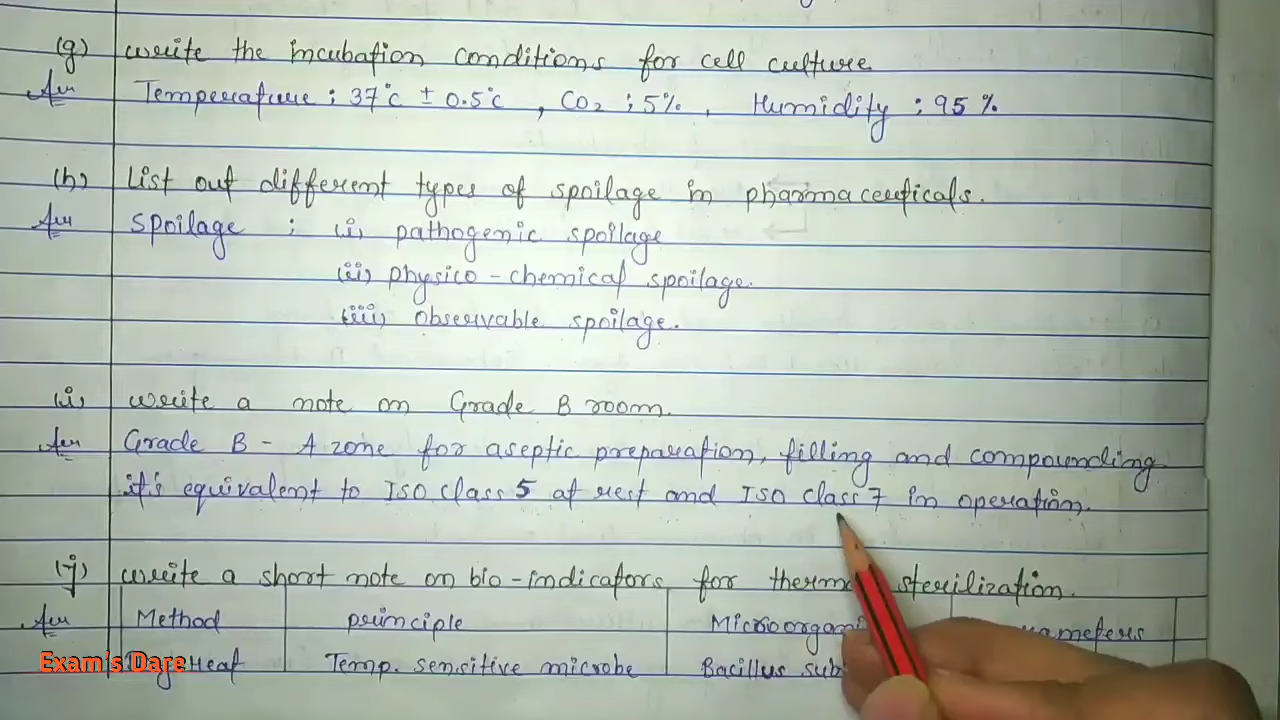 (g) write the incubation conditions for cell culture
Ans Temperature : 37°c ± 0.5°c , CO2 : 5% , Humidity : 95 %
(h) List out different types of spoilage in pharmaceuticals.
Ans Spoilage : (i) pathogenic spoilage
(ii) physico - chemical spoilage.
(iii) observable spoilage.
(i) write a note on Grade B room.
Ans Grade B - A zone for aseptic preparation, filling and compounding
it's equivalent to ISO class 5 at rest and ISO class 7 in operation.
(j) write a short note on bio-indicators for sterilization.
Ans Method principle
Heat Temp. sensitive microbe Bacillus
Exam's Dare